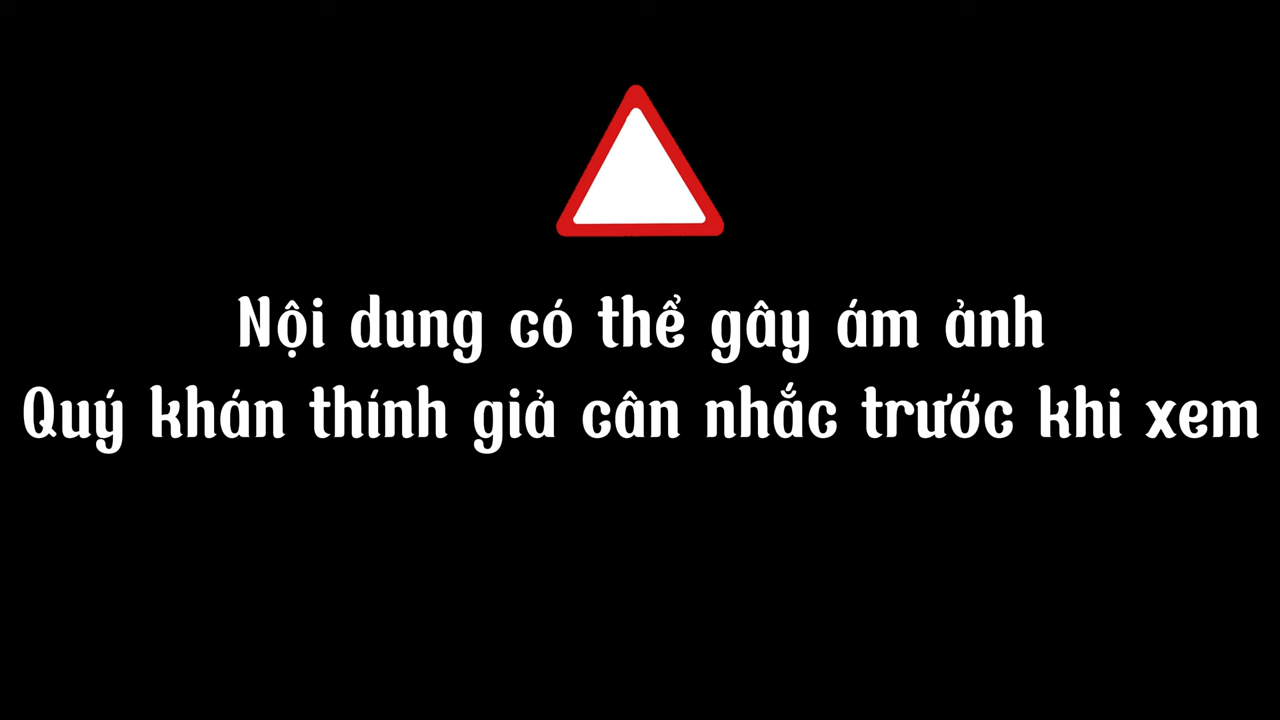 Nội dung có thể gây ám ảnh
Quý khán thính giả cân nhắc trước khi xem